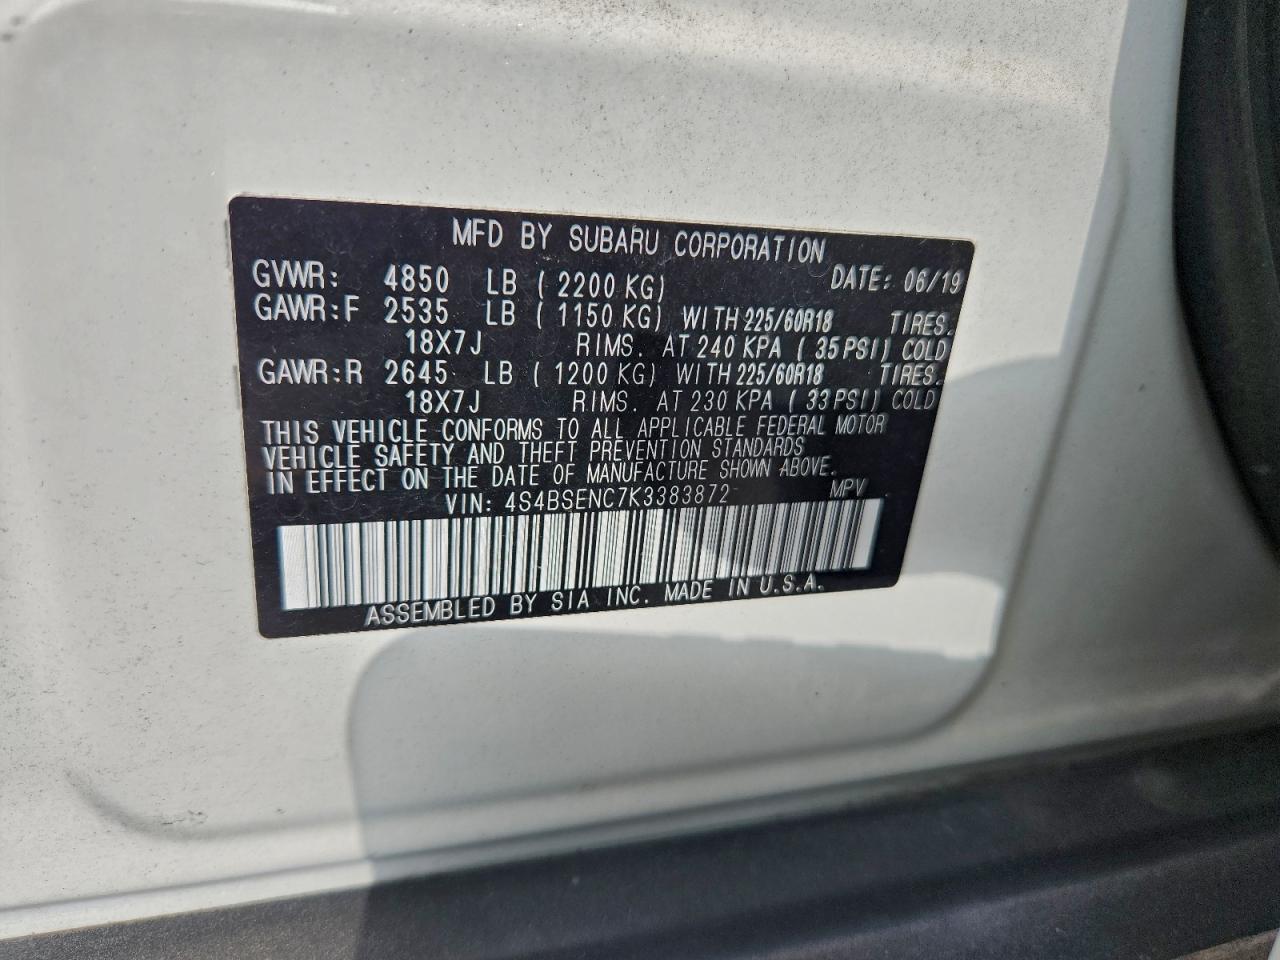 MFD BY SUBARU CORPORATION
GVWR: 4850 LB ( 2200 KG) DATE: 06/19
GAWR:F 2535 LB ( 1150 KG) WITH 225/60R18 TIRES.
18X7J RIMS. AT 240 KPA ( 35 PSI) COLD
GAWR:R 2645 LB ( 1200 KG) WITH 225/60R18 TIRES.
18X7J RIMS. AT 230 KPA ( 33 PSI) COLD
THIS VEHICLE CONFORMS TO ALL APPLICABLE FEDERAL MOTOR
VEHICLE SAFETY AND THEFT PREVENTION STANDARDS
IN EFFECT ON THE DATE OF MANUFACTURE SHOWN ABOVE.
VIN: 4S4BSENC7K3383872 MPV
ASSEMBLED BY SIA INC. MADE IN U.S.A.